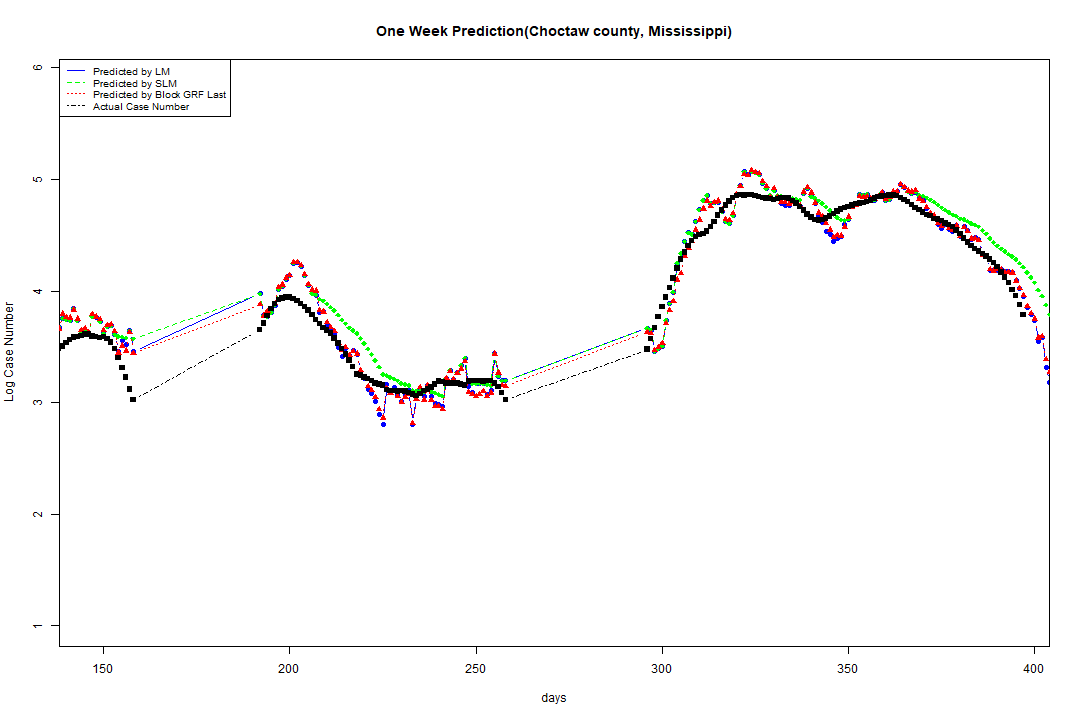 One Week Prediction(Choctaw county, Mississippi)
Predicted by LM
Predicted by SLM
Predicted by Block GRF Last
Actual Case Number
Log Case Number
6
5
4
3
2
1
150 200 250 300 350 400
days